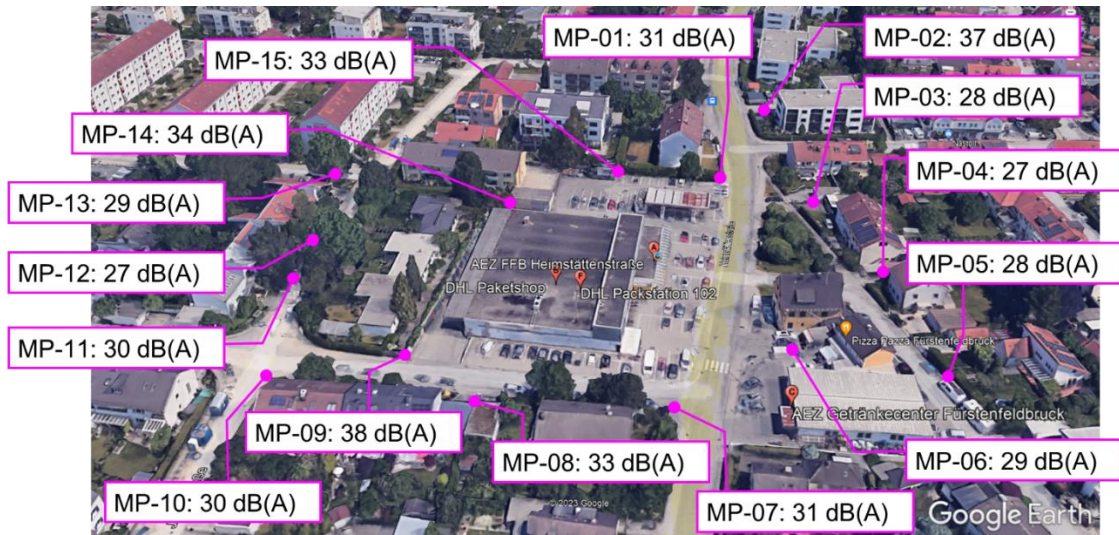 MP-01: 31 dB(A)
MP-02: 37 dB(A)
MP-15: 33 dB(A)
MP-03: 28 dB(A)
MP-14: 34 dB(A)
MP-04: 27 dB(A)
MP-13: 29 dB(A)
MP-05: 28 dB(A)
MP-12: 27 dB(A)
AEZ FFB Heimstättenstraße
DHL Paketshop
DHL Packstation 102
MP-11: 30 dB(A)
Pizza Pazza Fürstenfeldbruck
AEZ Getränkecenter Fürstenfeldbruck
MP-09: 38 dB(A)
MP-08: 33 dB(A)
MP-06: 29 dB(A)
MP-10: 30 dB(A)
MP-07: 31 dB(A)
© 2023 Google
Google Earth